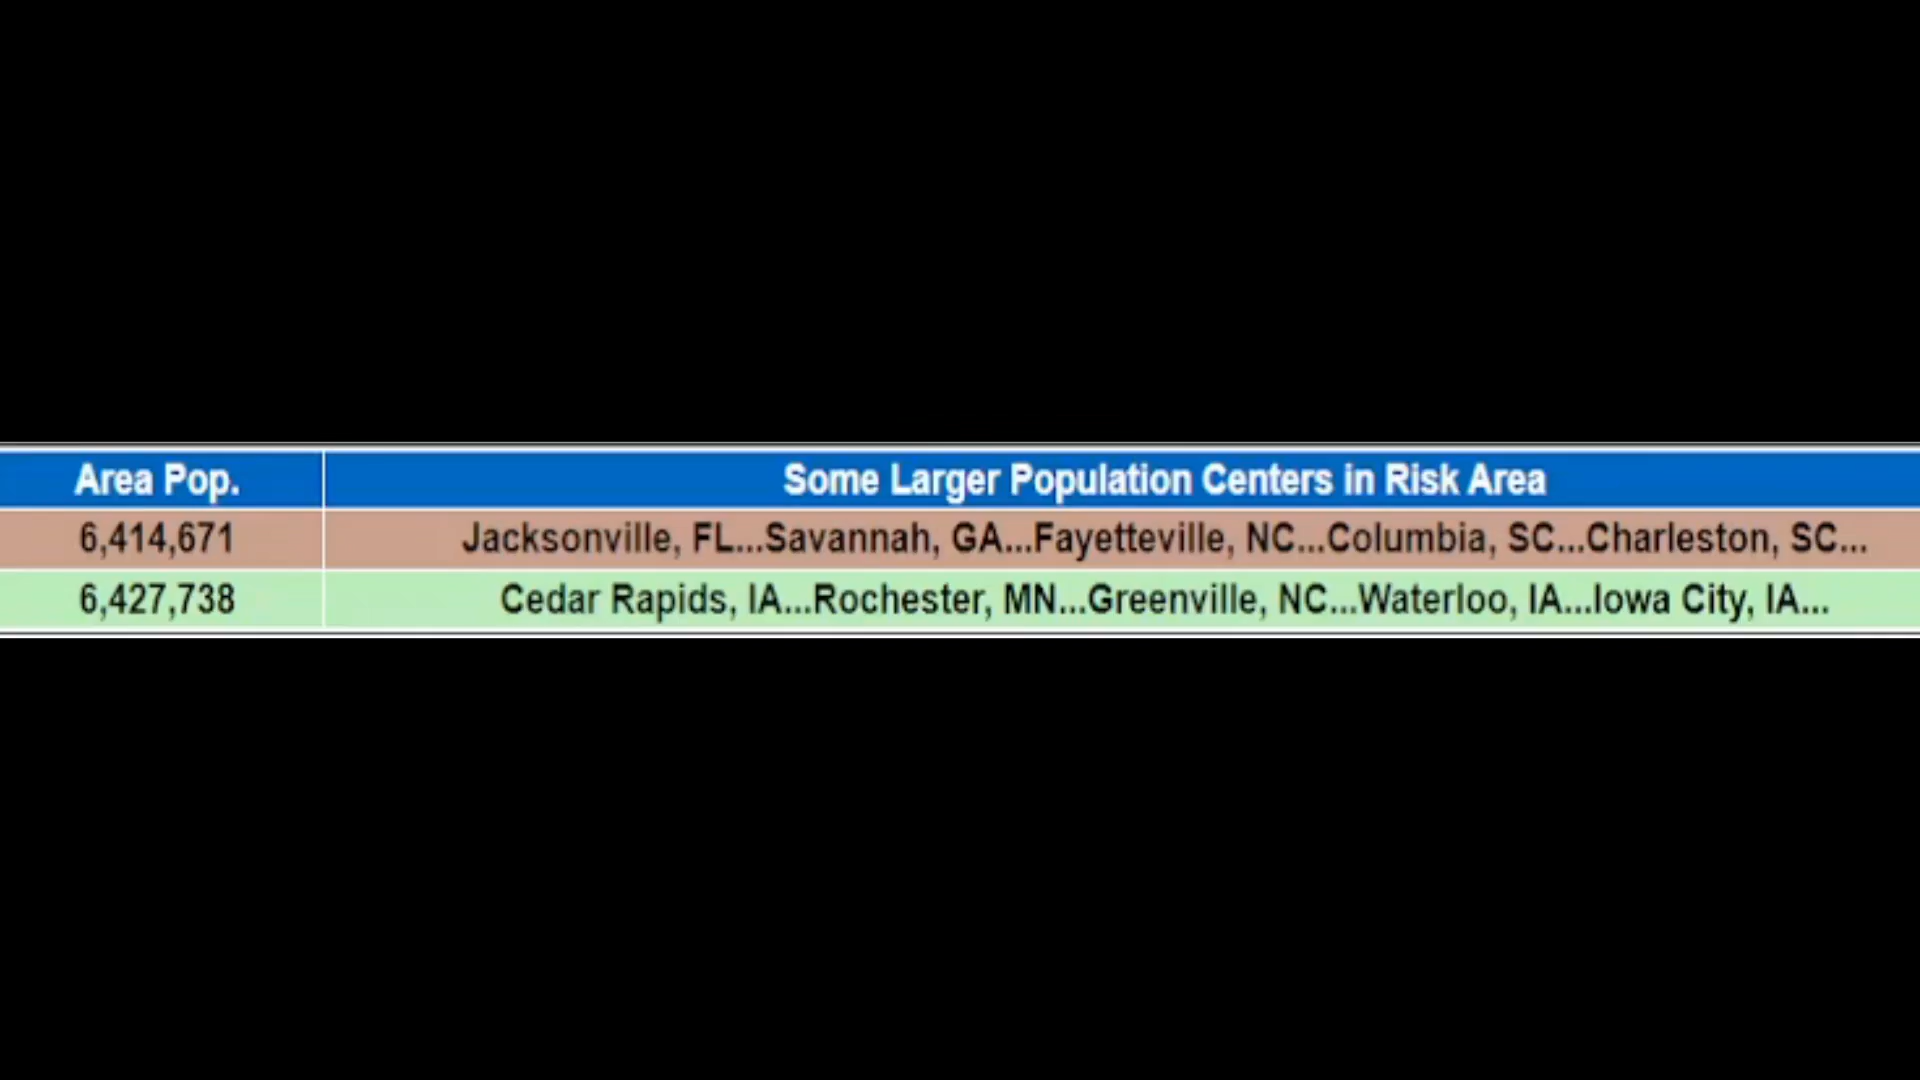 Area Pop. Some Larger Population Centers in Risk Area
6,414,671 Jacksonville, FL...Savannah, GA...Fayetteville, NC...Columbia, SC...Charleston, SC...
6,427,738 Cedar Rapids, IA...Rochester, MN...Greenville, NC...Waterloo, IA...Iowa City, IA...